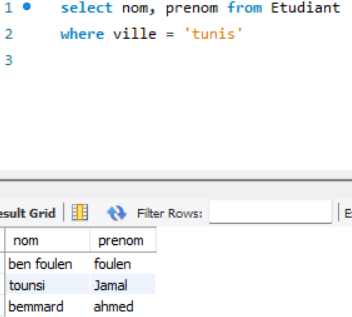 1 select nom, prenom from Etudiant
2 where ville = 'tunis'
3
esult Grid Filter Rows: E
nom prenom
ben foulen foulen
tounsi Jamal
bemmard ahmed